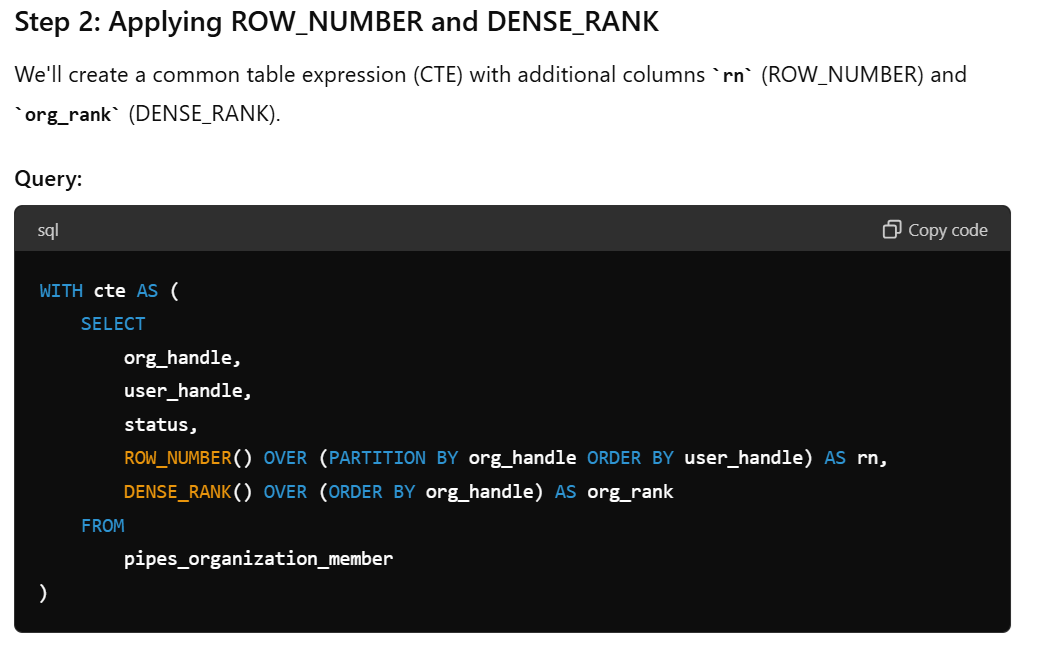 Step 2: Applying ROW_NUMBER and DENSE_RANK
We'll create a common table expression (CTE) with additional columns `rn` (ROW_NUMBER) and
`org_rank` (DENSE_RANK).
Query:
sql
Copy code
WITH cte AS (
    SELECT
        org_handle,
        user_handle,
        status,
        ROW_NUMBER() OVER (PARTITION BY org_handle ORDER BY user_handle) AS rn,
        DENSE_RANK() OVER (ORDER BY org_handle) AS org_rank
    FROM
        pipes_organization_member
)